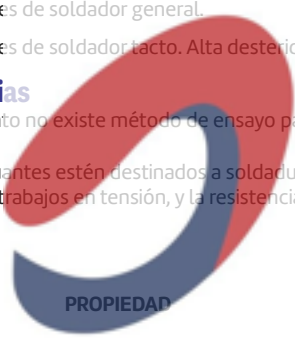 es de soldador general.
es de soldador tacto. Alta desteri
ias
to no existe método de ensayo pa
antes estén destinados a soldadu
trabajos en tensión, y la resistencia
PROPIEDAD